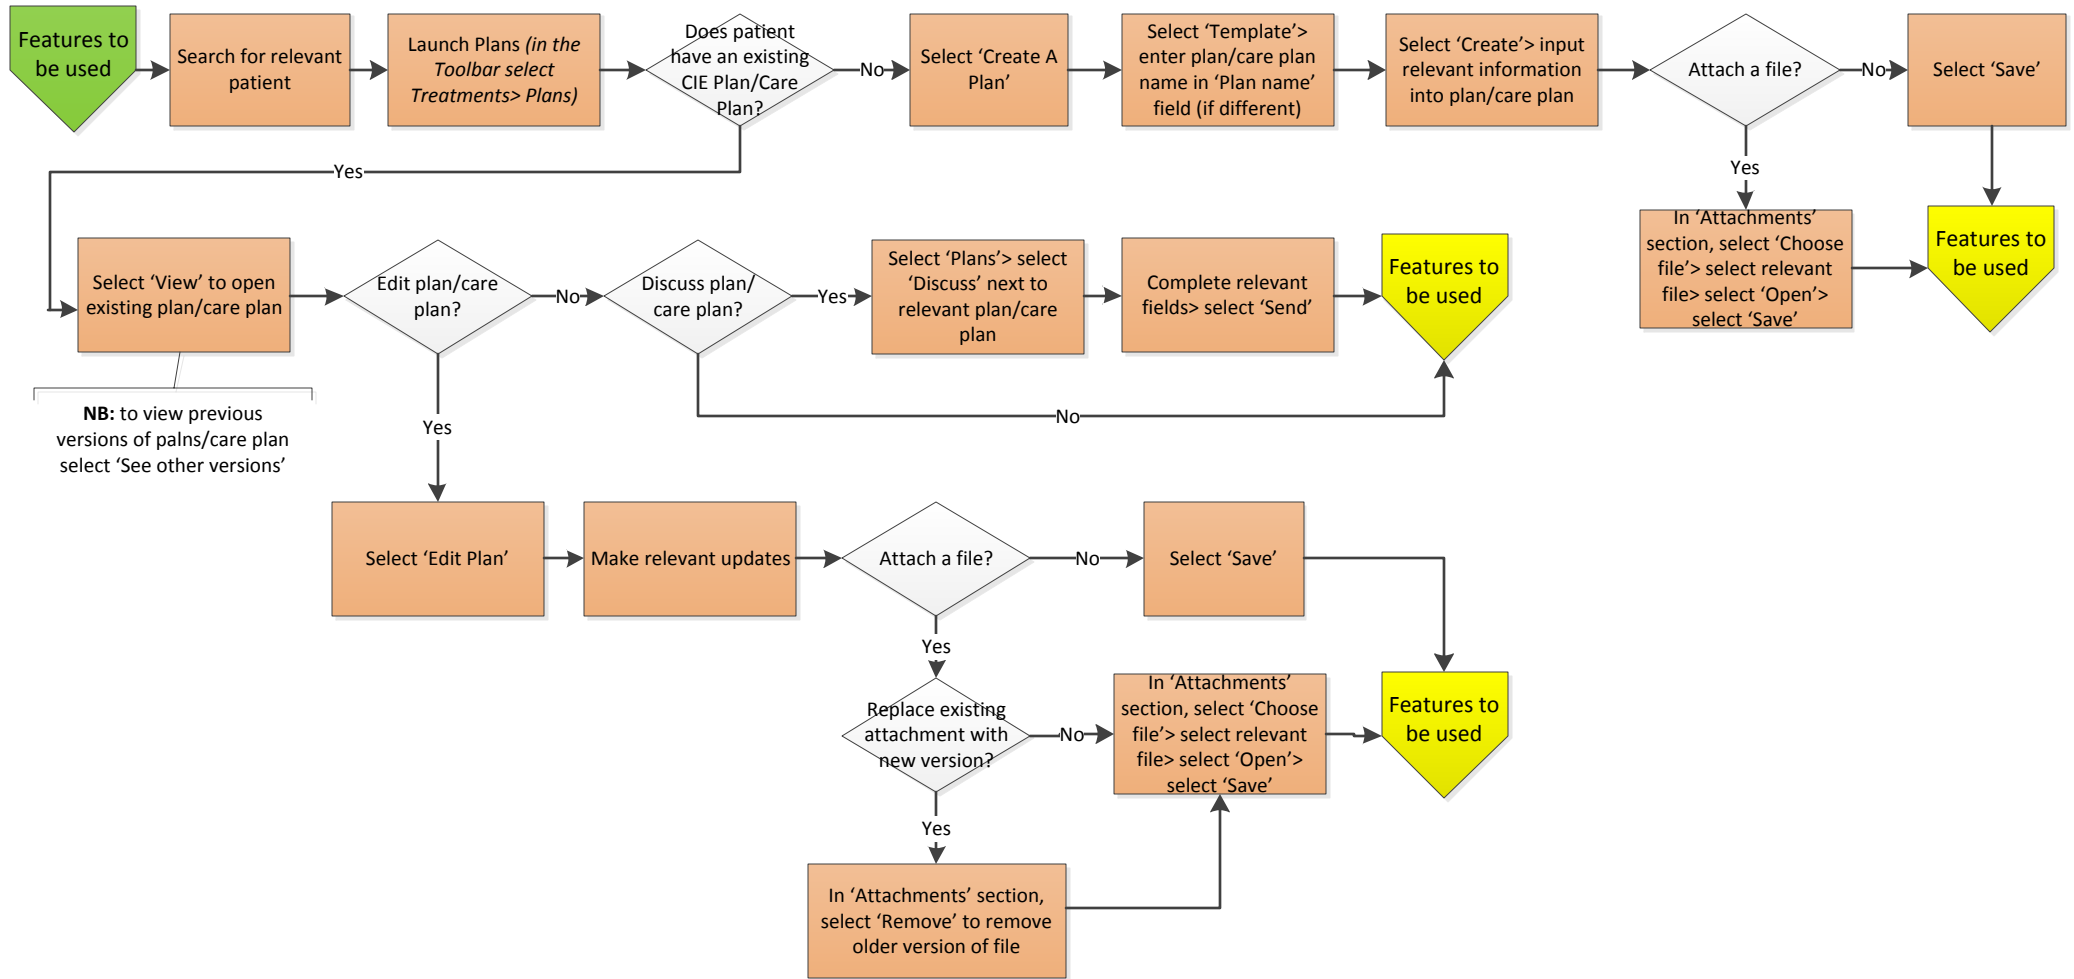 Features to
be used
Search for relevant
patient
Launch Plans (in the
Toolbar select
Treatments> Plans)
Does patient
have an existing
CIE Plan/Care
Plan?
No
Select ‘Create A
Plan’
Select ‘Template’>
enter plan/care plan
name in ‘Plan name’
field (if different)
Select ‘Create’> input
relevant information
into plan/care plan
Attach a file?
No
Select ‘Save’
Yes
Yes
In ‘Attachments’
section, select ‘Choose
file’> select relevant
file> select ‘Open’>
select ‘Save’
Features to
be used
Select ‘View’ to open
existing plan/care plan
Edit plan/care
plan?
No
Discuss plan/
care plan?
Yes
Select ‘Plans’> select
‘Discuss’ next to
relevant plan/care
plan
Complete relevant
fields> select ‘Send’
Features to
be used
No
NB: to view previous
versions of palns/care plan
select ‘See other versions’
Yes
Select ‘Edit Plan’
Make relevant updates
Attach a file?
No
Select ‘Save’
Yes
Replace existing
attachment with
new version?
No
In ‘Attachments’
section, select ‘Choose
file’> select relevant
file> select ‘Open’>
select ‘Save’
Features to
be used
Yes
In ‘Attachments’ section,
select ‘Remove’ to remove
older version of file